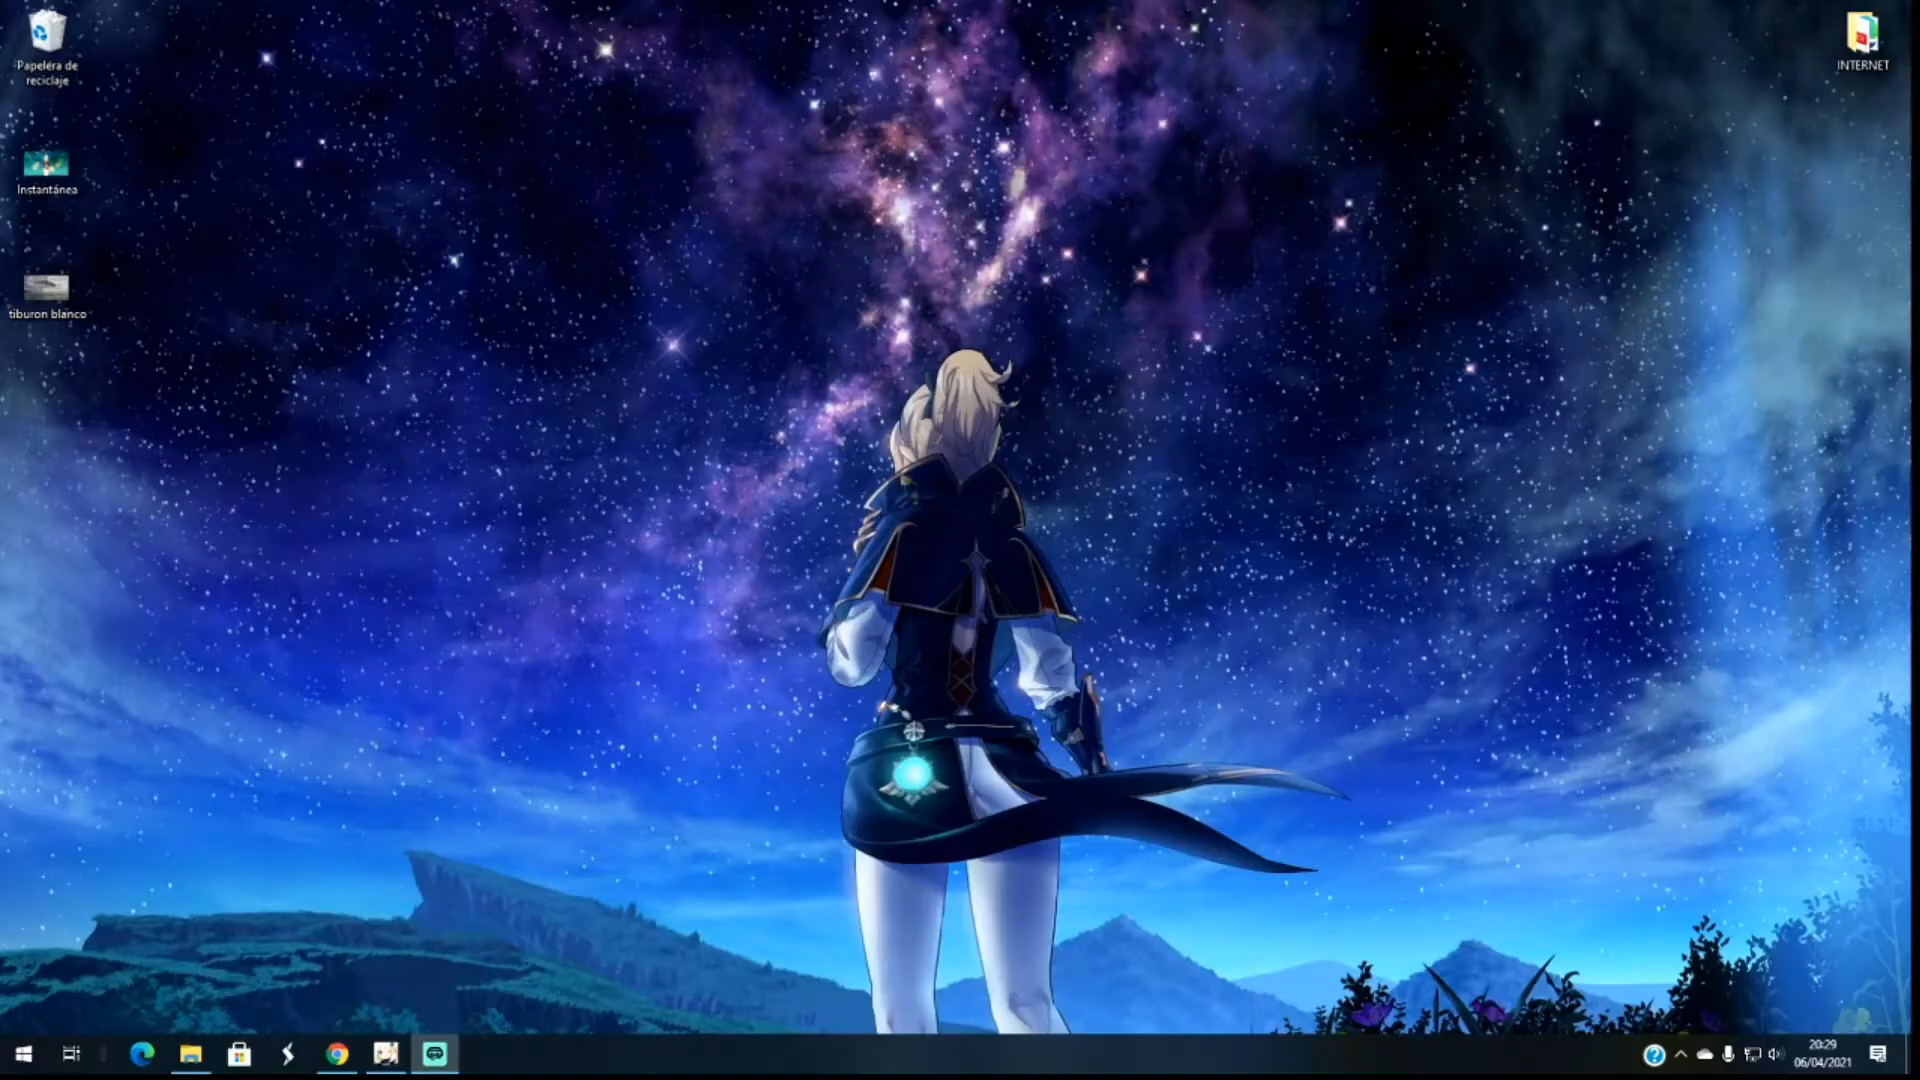 Papelera de
reciclaje
INTERNET
Instantánea
tiburon blanco
20:29
06/04/2021